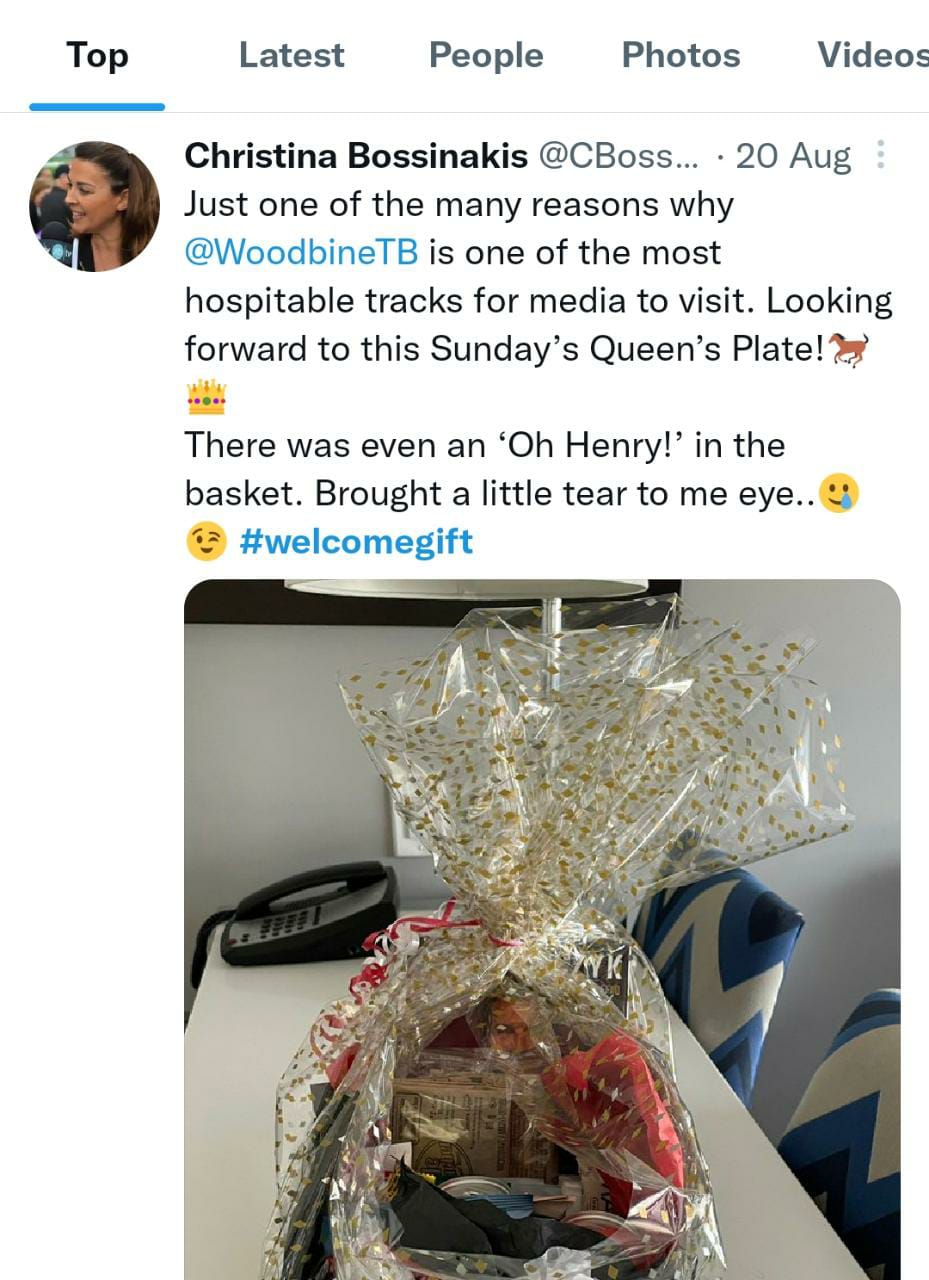 Top Latest People Photos Videos
Christina Bossinakis @CBoss... · 20 Aug
Just one of the many reasons why
@WoodbineTB is one of the most
hospitable tracks for media to visit. Looking
forward to this Sunday’s Queen’s Plate!🐎
👑
There was even an ‘Oh Henry!’ in the
basket. Brought a little tear to me eye..🥲
😉 #welcomegift